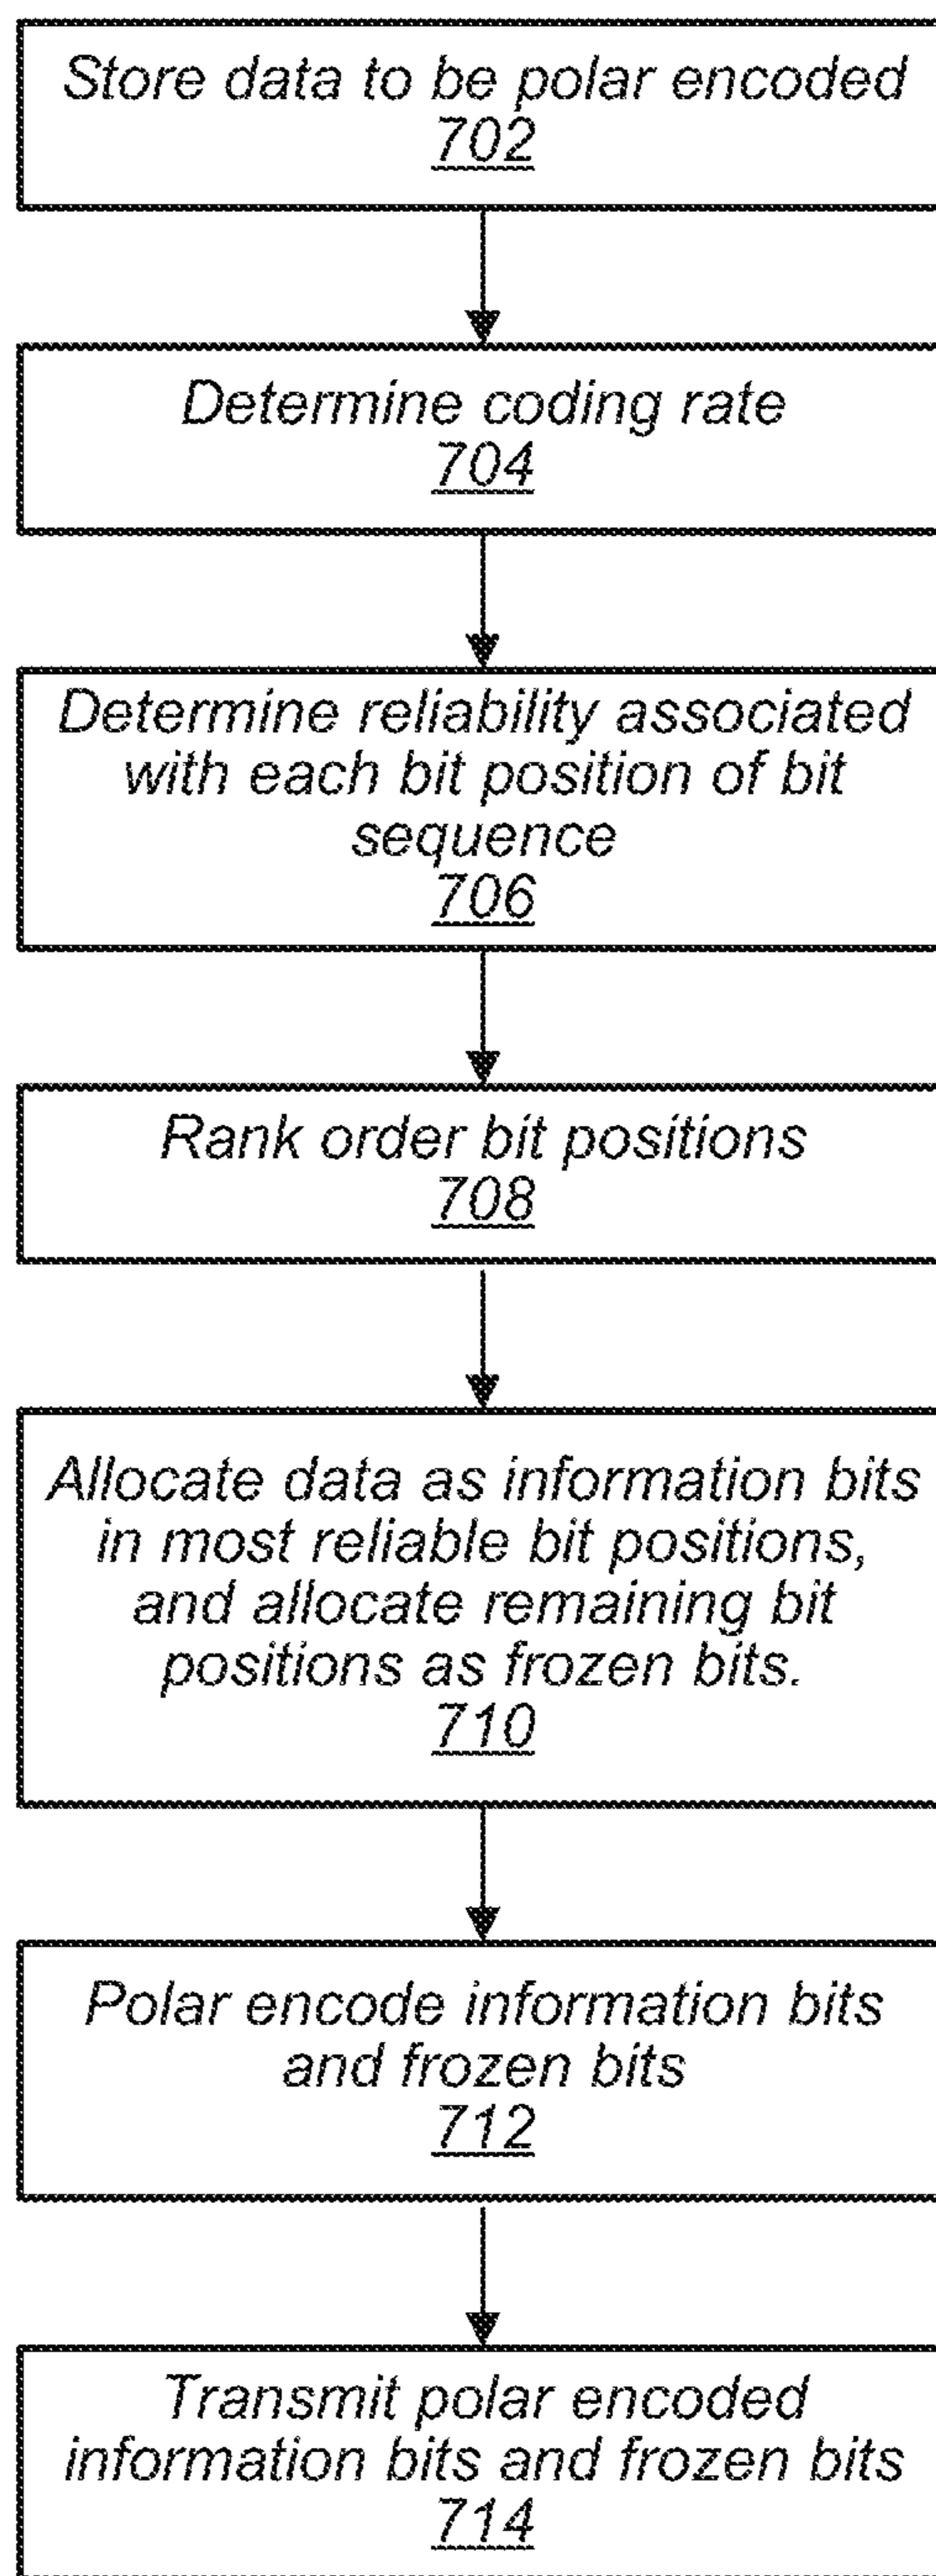 Store data to be polar encoded
702
Determine coding rate
704
Determine reliability associated
with each bit position of bit
sequence
706
Rank order bit positions
708
Allocate data as information bits
in most reliable bit positions,
and allocate remaining bit
positions as frozen bits.
710
Polar encode information bits
and frozen bits
712
Transmit polar encoded
information bits and frozen bits
714